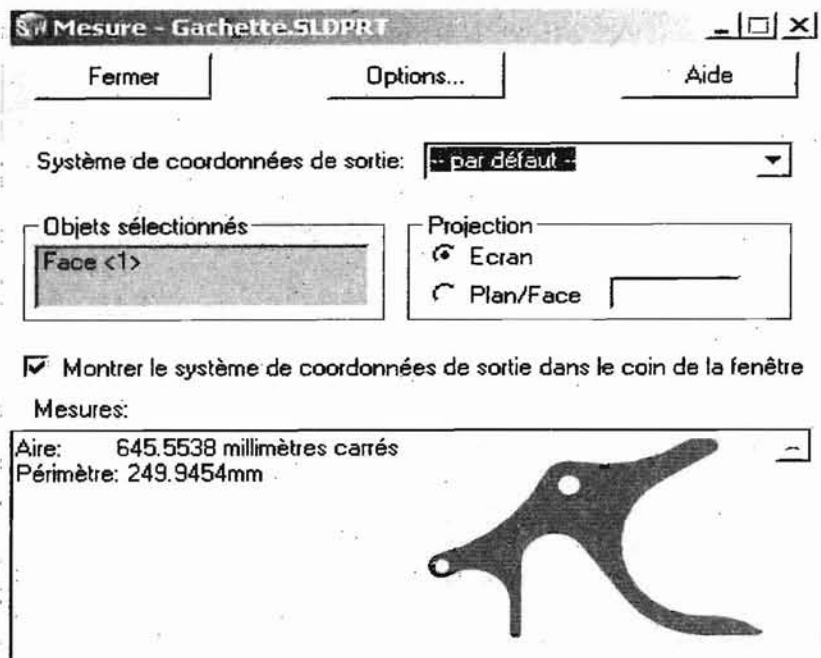 Mesure - Gachette.SLDPRT
Fermer Options... Aide
Système de coordonnées de sortie: -- par défaut --
Objets sélectionnés Projection
Face <1>
Ecran
Plan/Face
Montrer le système de coordonnées de sortie dans le coin de la fenêtre
Mesures:
Aire: 645.5538 millimètres carrés
Périmètre: 249.9454mm